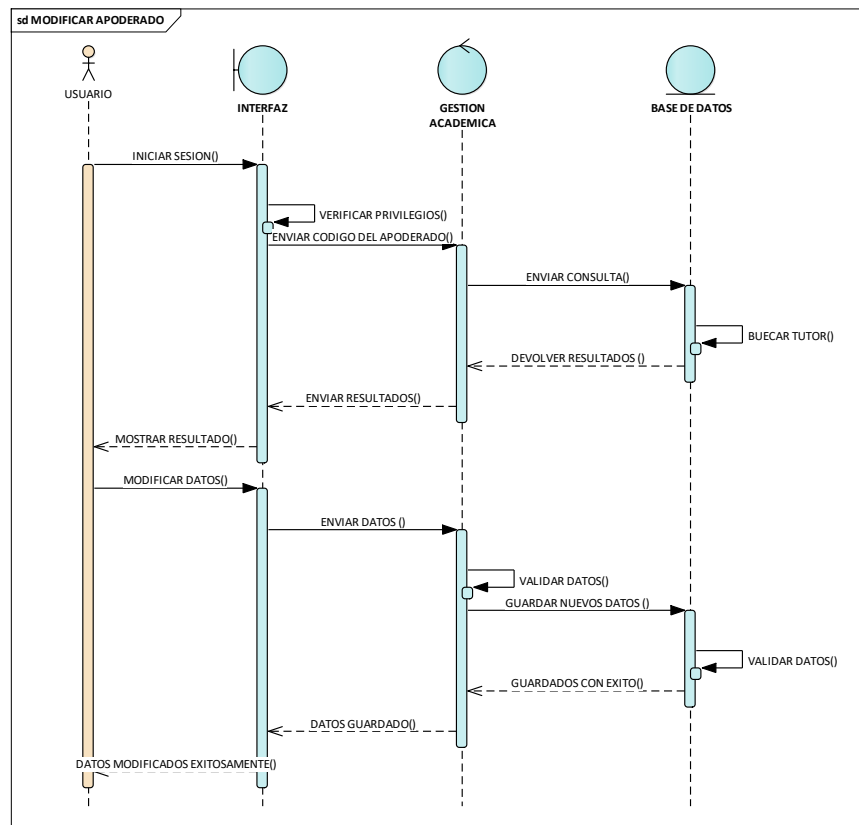 sd MODIFICAR APODERADO
USUARIO
INTERFAZ
GESTION
ACADEMICA
BASE DE DATOS
INICIAR SESION()
VERIFICAR PRIVILEGIOS()
ENVIAR CODIGO DEL APODERADO()
ENVIAR CONSULTA()
BUECAR TUTOR()
DEVOLVER RESULTADOS ()
ENVIAR RESULTADOS()
MOSTRAR RESULTADO()
MODIFICAR DATOS()
ENVIAR DATOS ()
VALIDAR DATOS()
GUARDAR NUEVOS DATOS ()
VALIDAR DATOS()
GUARDADOS CON EXITO()
DATOS GUARDADO()
DATOS MODIFICADOS EXITOSAMENTE()